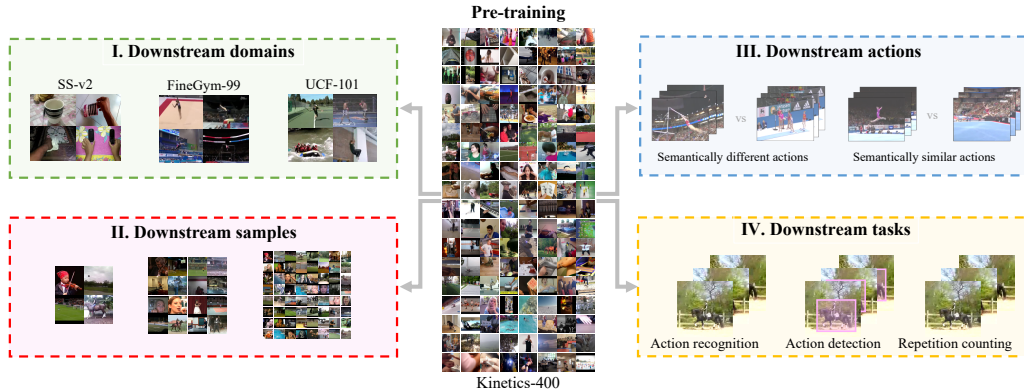 Pre-training
I. Downstream domains
SS-v2
FineGym-99
UCF-101
II. Downstream samples
III. Downstream actions
vs
vs
Semantically different actions
Semantically similar actions
IV. Downstream tasks
Action recognition
Action detection
Repetition counting
Kinetics-400